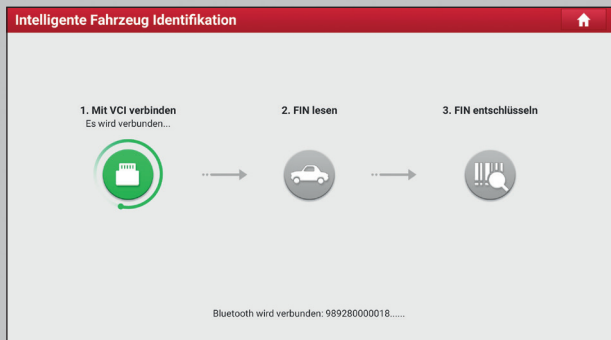 Intelligente Fahrzeug Identifikation
1. Mit VCI verbinden
Es wird verbunden...
2. FIN lesen
3. FIN entschlüsseln
Bluetooth wird verbunden: 989280000018......